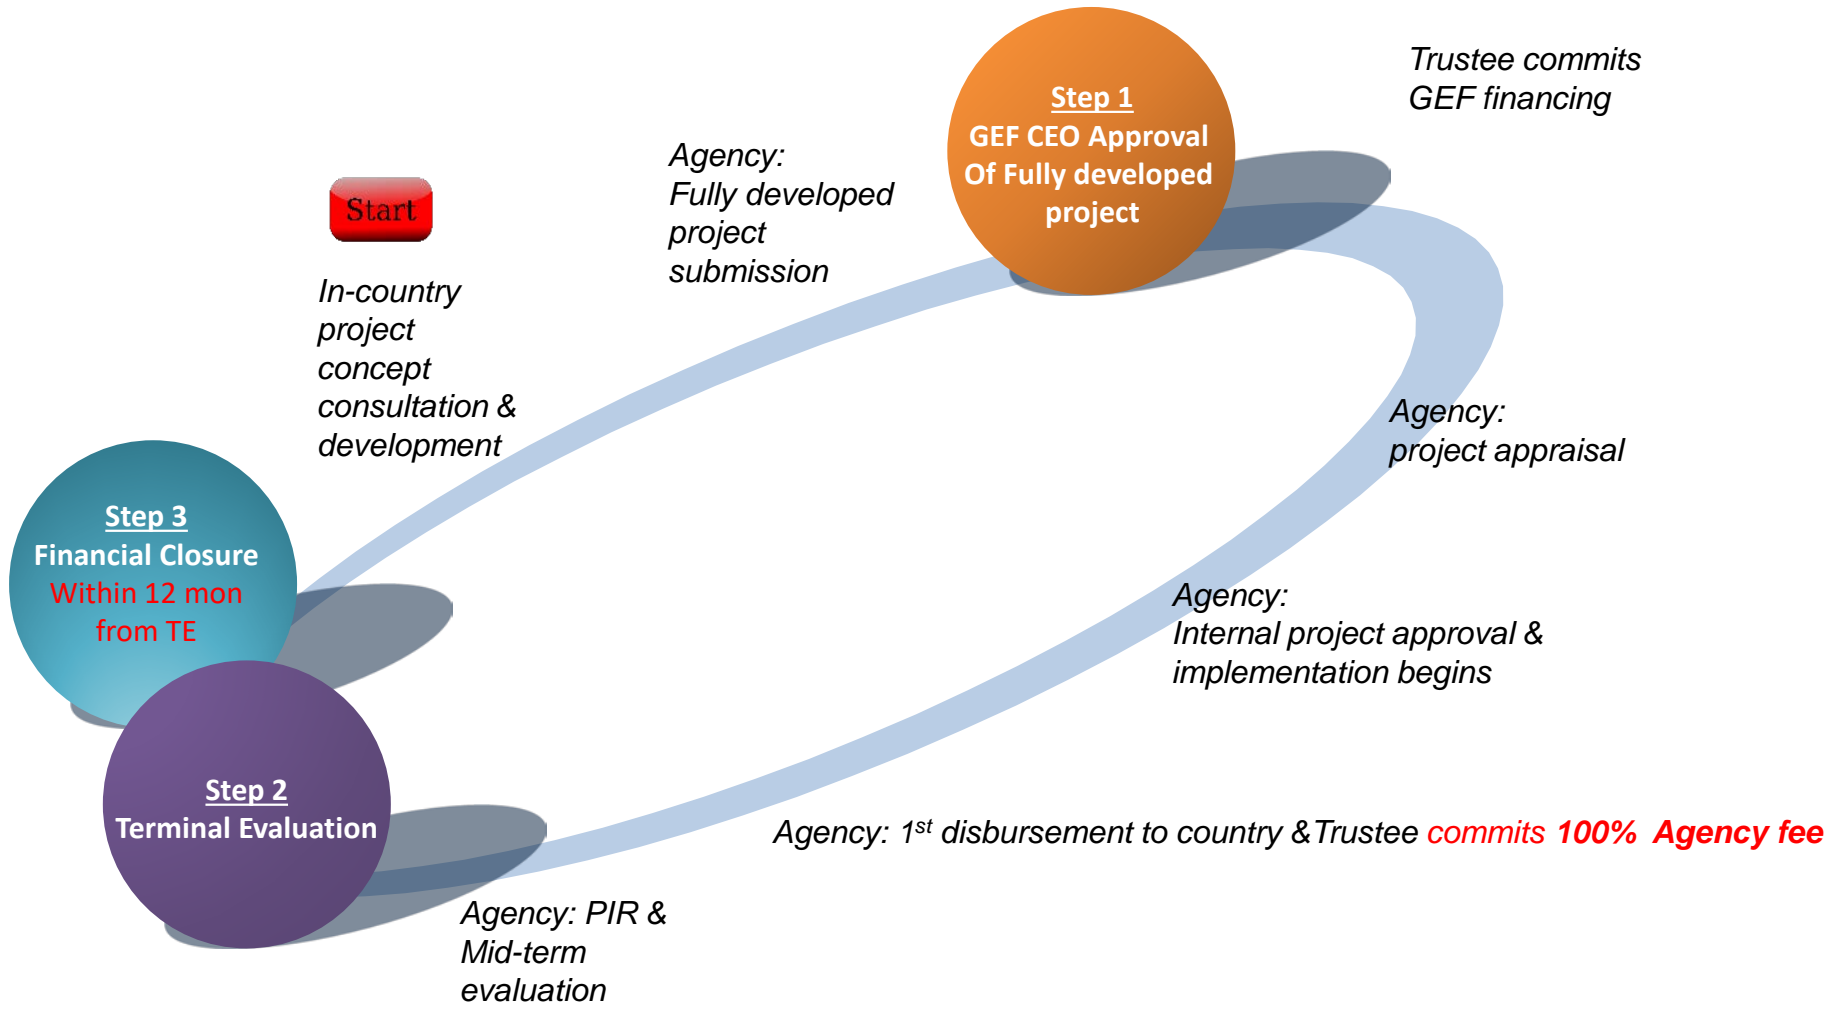 Start
In-country
project
concept
consultation &
development
Agency:
Fully developed
project
submission
Step 1
GEF CEO Approval
Of Fully developed
project
Trustee commits
GEF financing
Agency:
project appraisal
Agency:
Internal project approval &
implementation begins
Agency: 1st disbursement to country &Trustee commits 100% Agency fee
Agency: PIR &
Mid-term
evaluation
Step 2
Terminal Evaluation
Step 3
Financial Closure
Within 12 mon
from TE